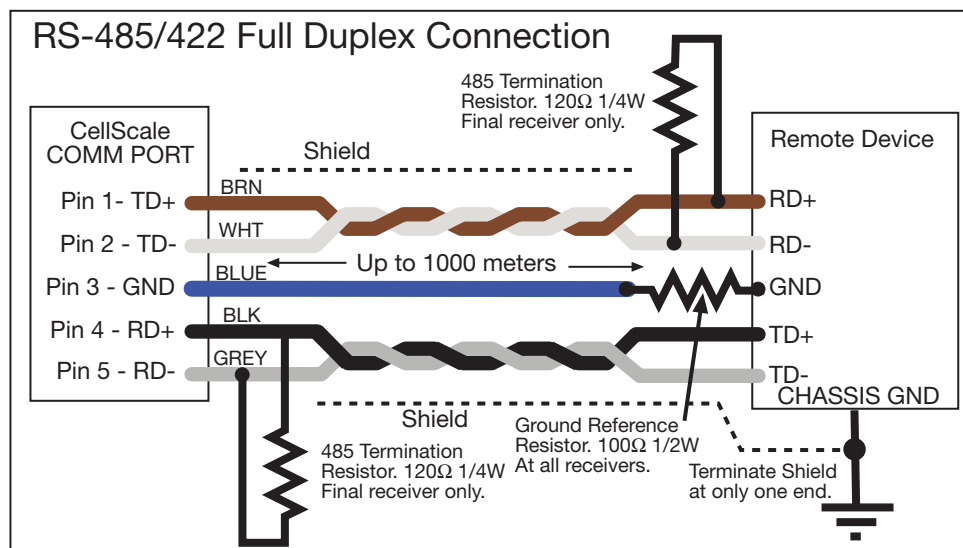 RS-485/422 Full Duplex Connection
485 Termination
Resistor. 120Ω 1/4W
Final receiver only.
CellScale
COMM PORT
Shield
Remote Device
Pin 1- TD+
BRN
RD+
Pin 2 - TD-
WHT
RD-
Up to 1000 meters
Pin 3 - GND
BLUE
GND
Pin 4 - RD+
BLK
TD+
Pin 5 - RD-
GREY
TD-
CHASSIS GND
Shield
485 Termination
Resistor. 120Ω 1/4W
Final receiver only.
Ground Reference
Resistor. 100Ω 1/2W
At all receivers.
Terminate Shield
at only one end.